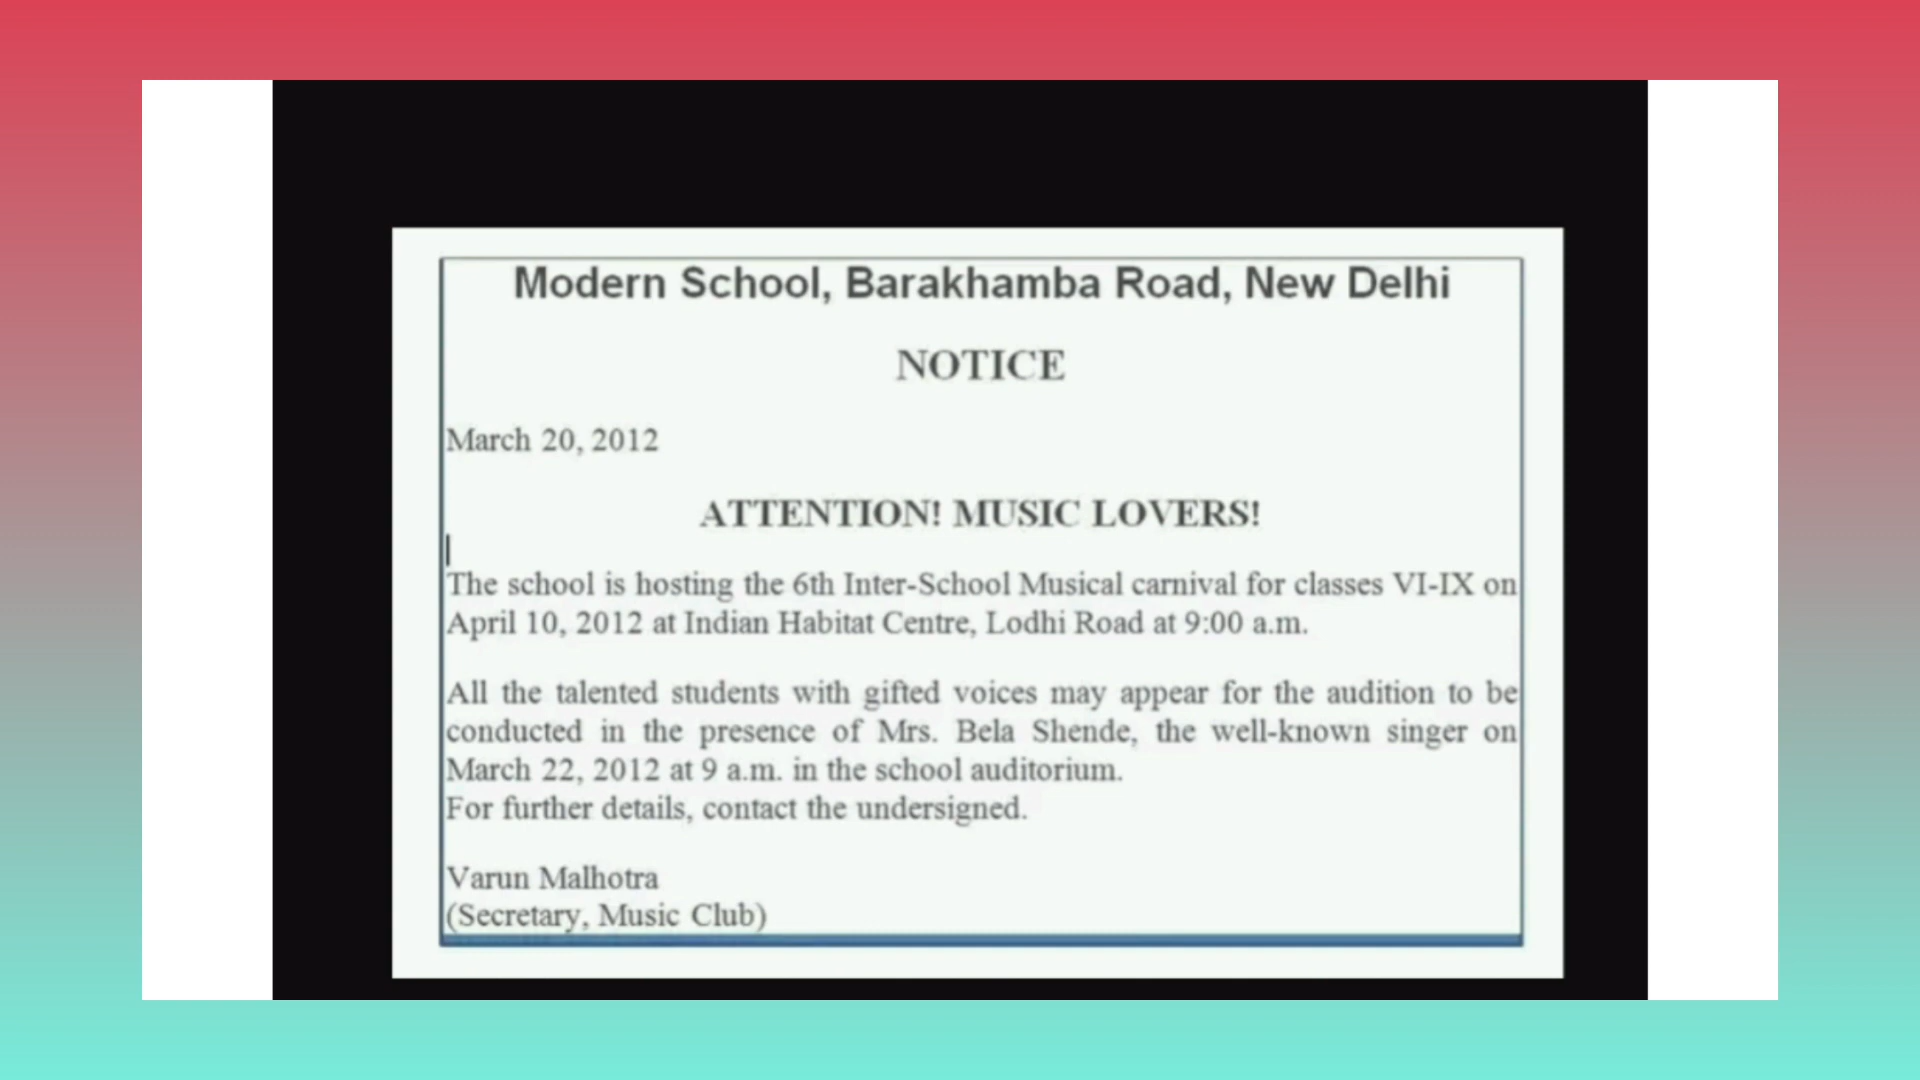 Modern School, Barakhamba Road, New Delhi
NOTICE
March 20, 2012
ATTENTION! MUSIC LOVERS!
The school is hosting the 6th Inter-School Musical carnival for classes VI-IX on
April 10, 2012 at Indian Habitat Centre, Lodhi Road at 9:00 a.m.
All the talented students with gifted voices may appear for the audition to be
conducted in the presence of Mrs. Bela Shende, the well-known singer on
March 22, 2012 at 9 a.m. in the school auditorium.
For further details, contact the undersigned.
Varun Malhotra
(Secretary, Music Club)